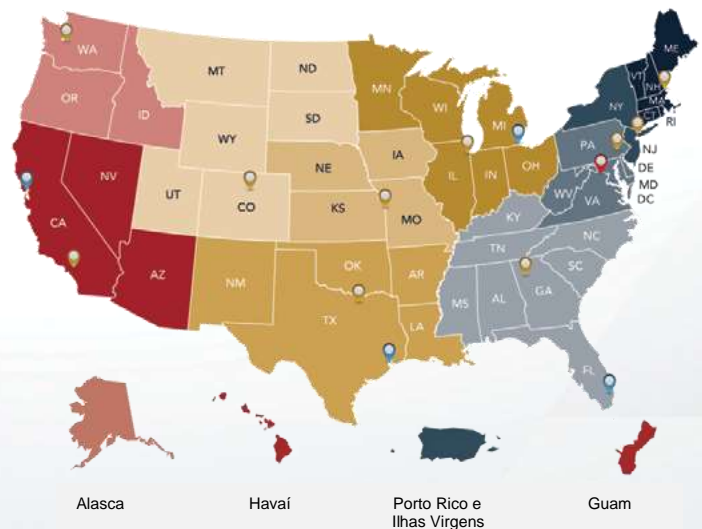 WA
MT
ND
MN
ME
VT
NH
OR
ID
WY
SD
WI
MI
NY
MA
CT
RI
NV
UT
CO
NE
IA
IL
IN
OH
PA
NJ
DE
MD
DC
CA
KS
MO
KY
WV
VA
AZ
NM
OK
AR
TN
NC
SC
TX
LA
MS
AL
GA
FL
Alasca
Havaí
Porto Rico e
Ilhas Virgens
Guam